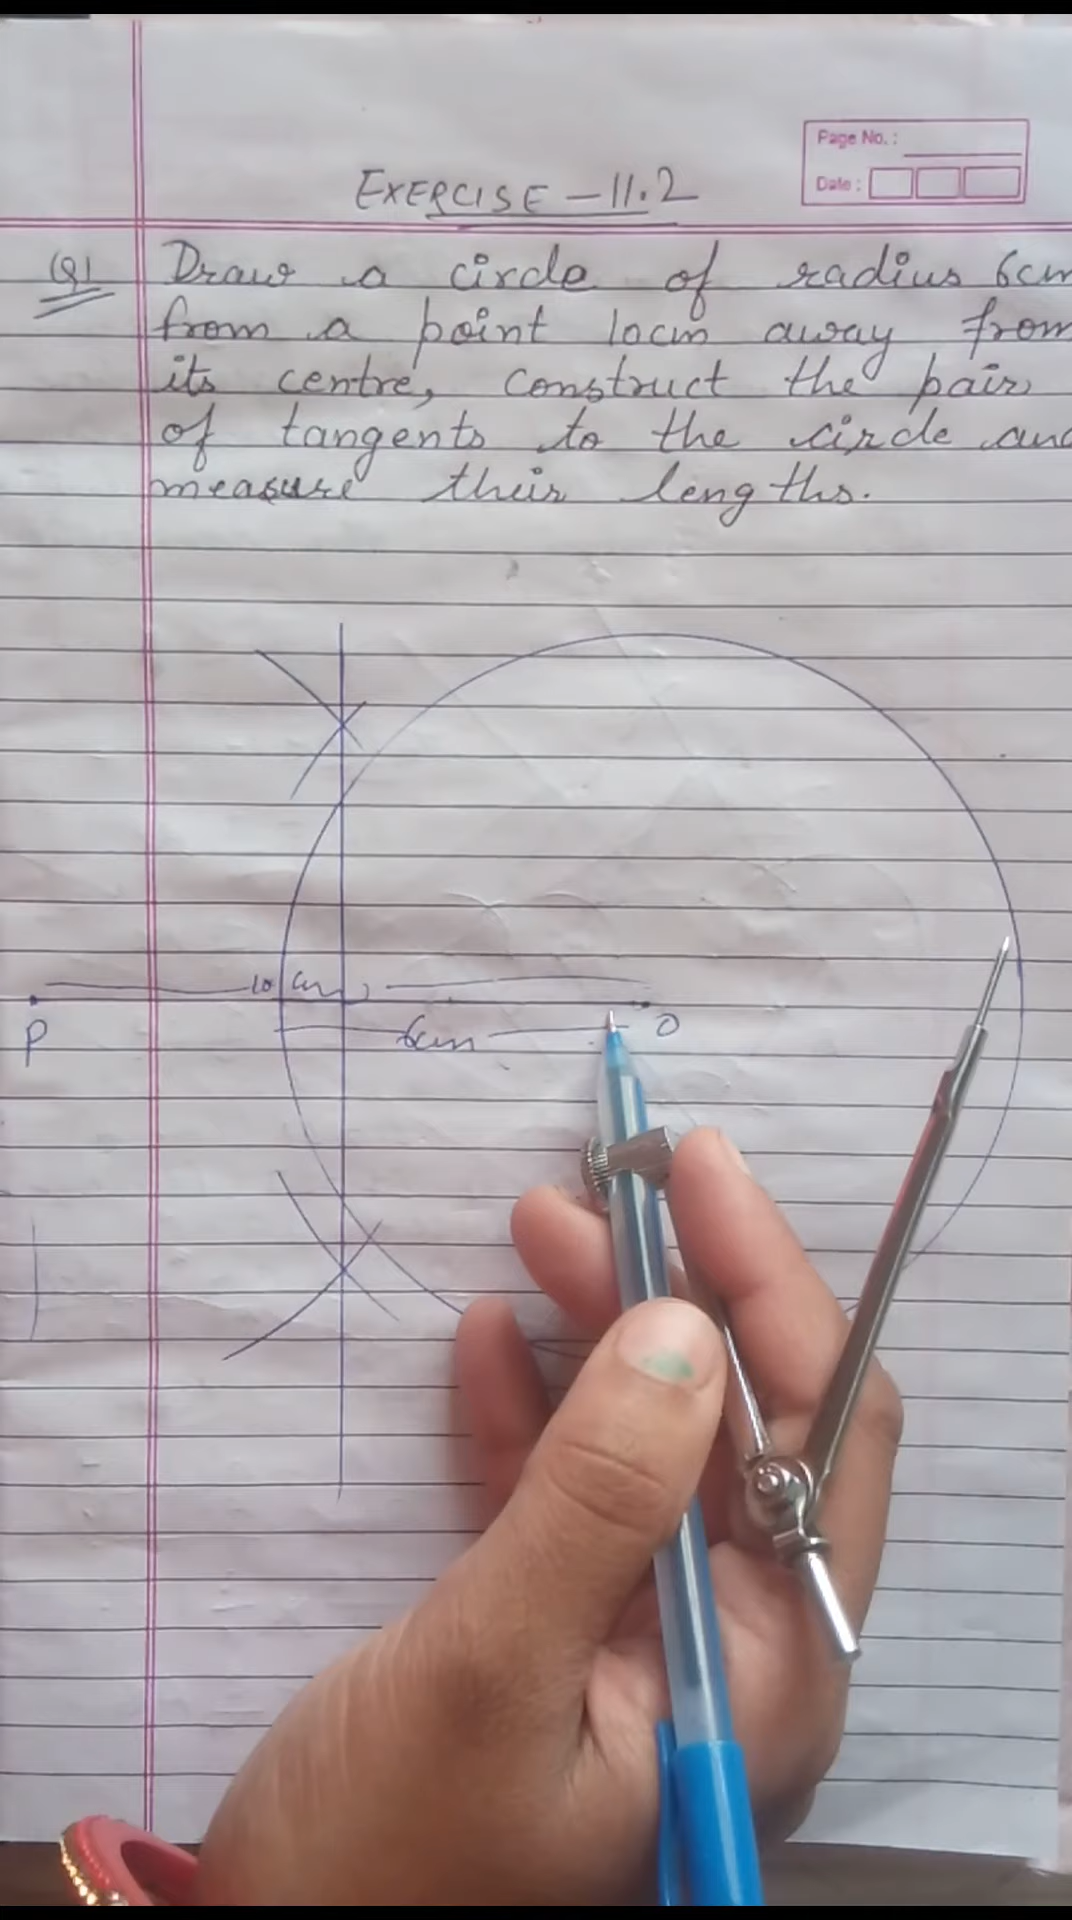 Page No. :
Date :
EXERCISE - 11.2
Q1 Draw a circle of radius 6cm
from a point 10cm away from
its centre, construct the pair
of tangents to the circle and
measure their lengths.
10 cm
P
6cm
O